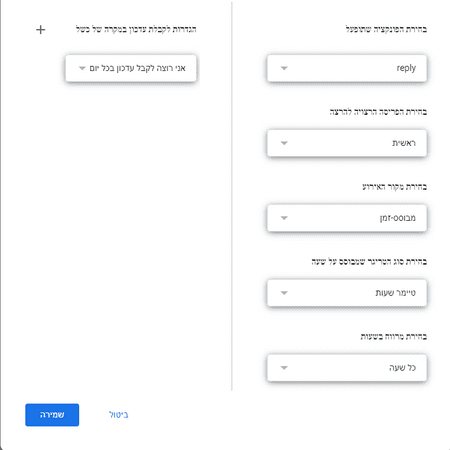 בחירת הפונקציה שתופעל
reply
בחירת הפריסה הרצויה להרצה
ראשית
בחירת מקור האירוע
מבוסס-זמן
בחירת סוג הטריגר שמבוסס על שעה
טיימר שעות
בחירת מרווח בשעות
כל שעה
הגדרות לקבלת עדכון במקרה של כשל
+
אני רוצה לקבל עדכון בכל יום
ביטול
שמירה